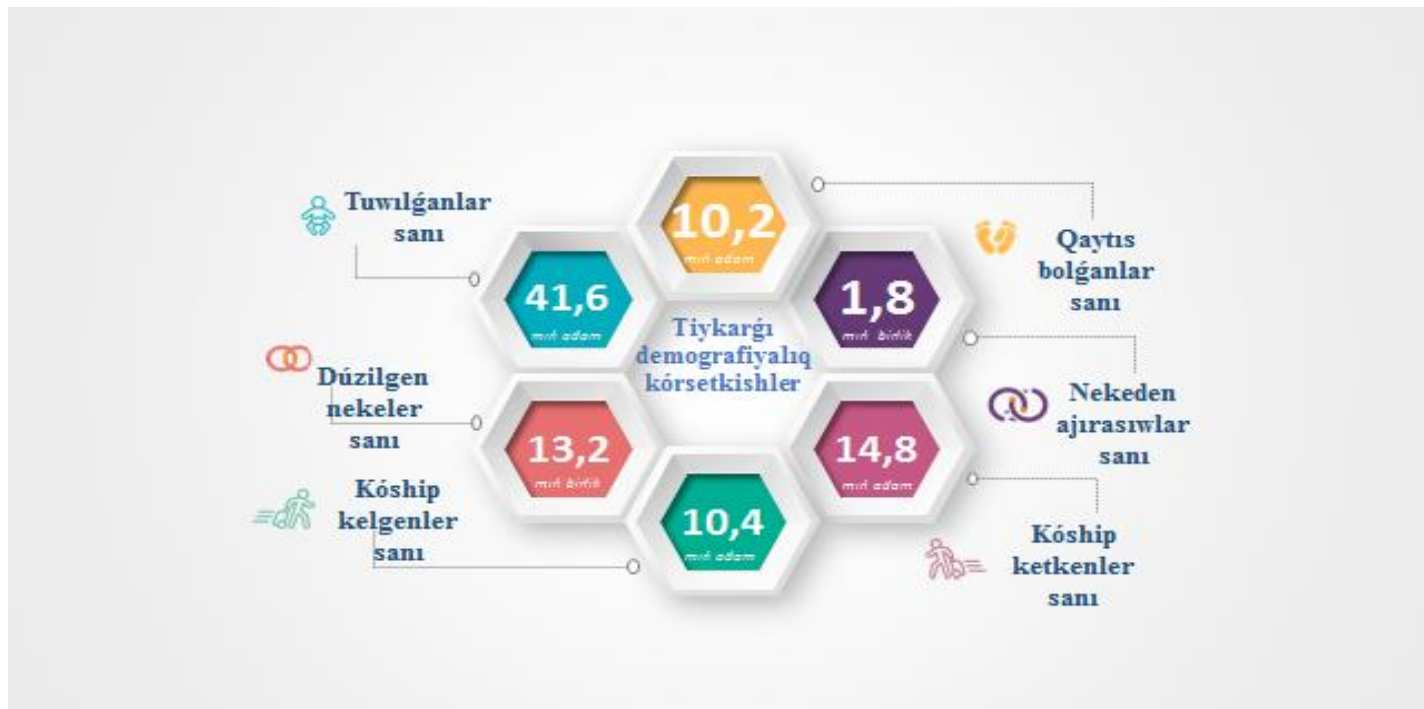 Tuwılǵanlar
sanı
41,6
mıń adam
10,2
mıń adam
Qaytıs
bolǵanlar
sanı
1,8
mıń birlik
Nekeden
ajırasıwlar
sanı
Tiykarǵı
demografiyalıq
kórsetkishler
Dúzilgen
nekeler
sanı
13,2
mıń birlik
14,8
mıń adam
Kóship
ketkenler
sanı
Kóship
kelgenler
sanı
10,4
mıń adam